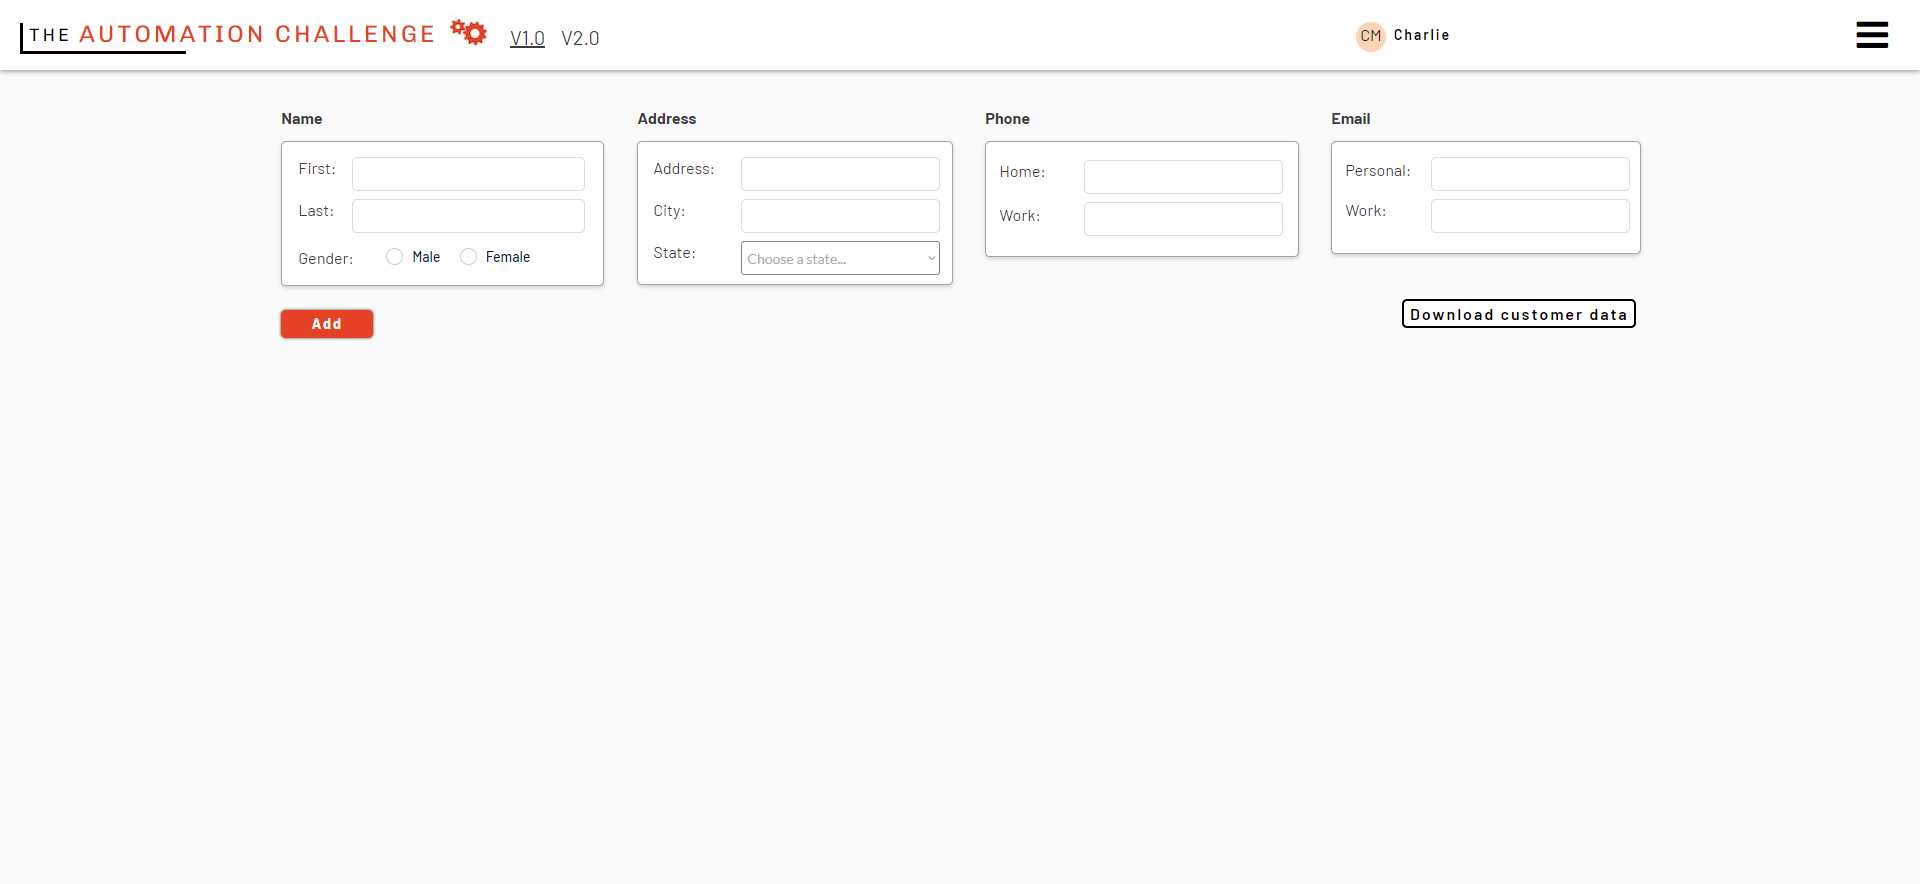 THE AUTOMATION CHALLENGE V1.0 V2.0 CM Charlie
Name Address Phone Email
First: Address: Home: Personal:
Last: City: Work: Work:
Gender: Male Female State: Choose a state...
Add Download customer data